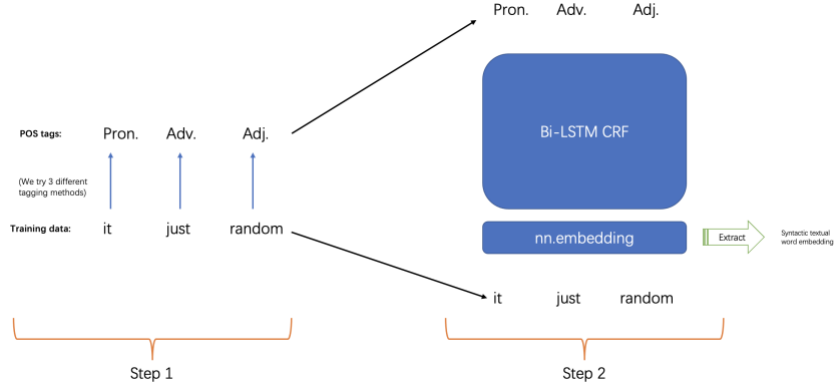 Pron. Adv. Adj.
Bi-LSTM CRF
POS tags: Pron. Adv. Adj.
(We try 3 different
tagging methods)
Training data: it just random
nn.embedding
Extract
Syntactic textual
word embedding
it just random
Step 1
Step 2